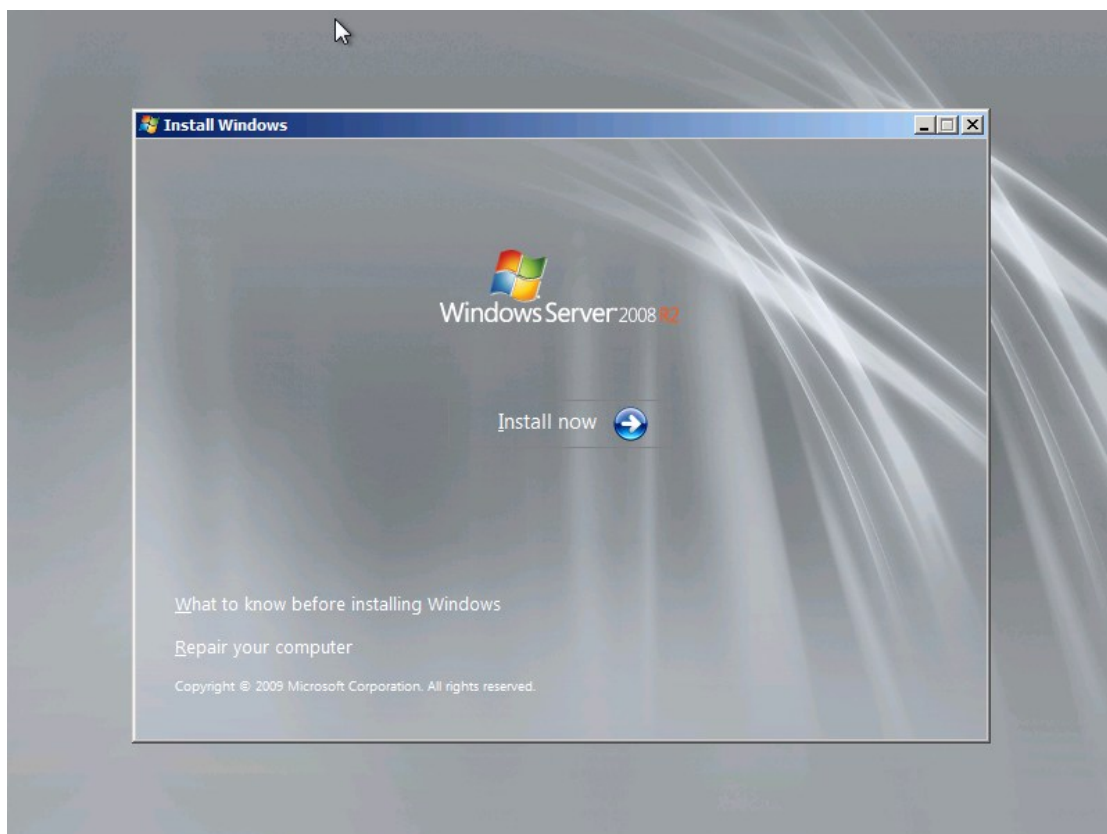 Install Windows
Windows Server 2008 R2
Install now
What to know before installing Windows
Repair your computer
Copyright © 2009 Microsoft Corporation. All rights reserved.